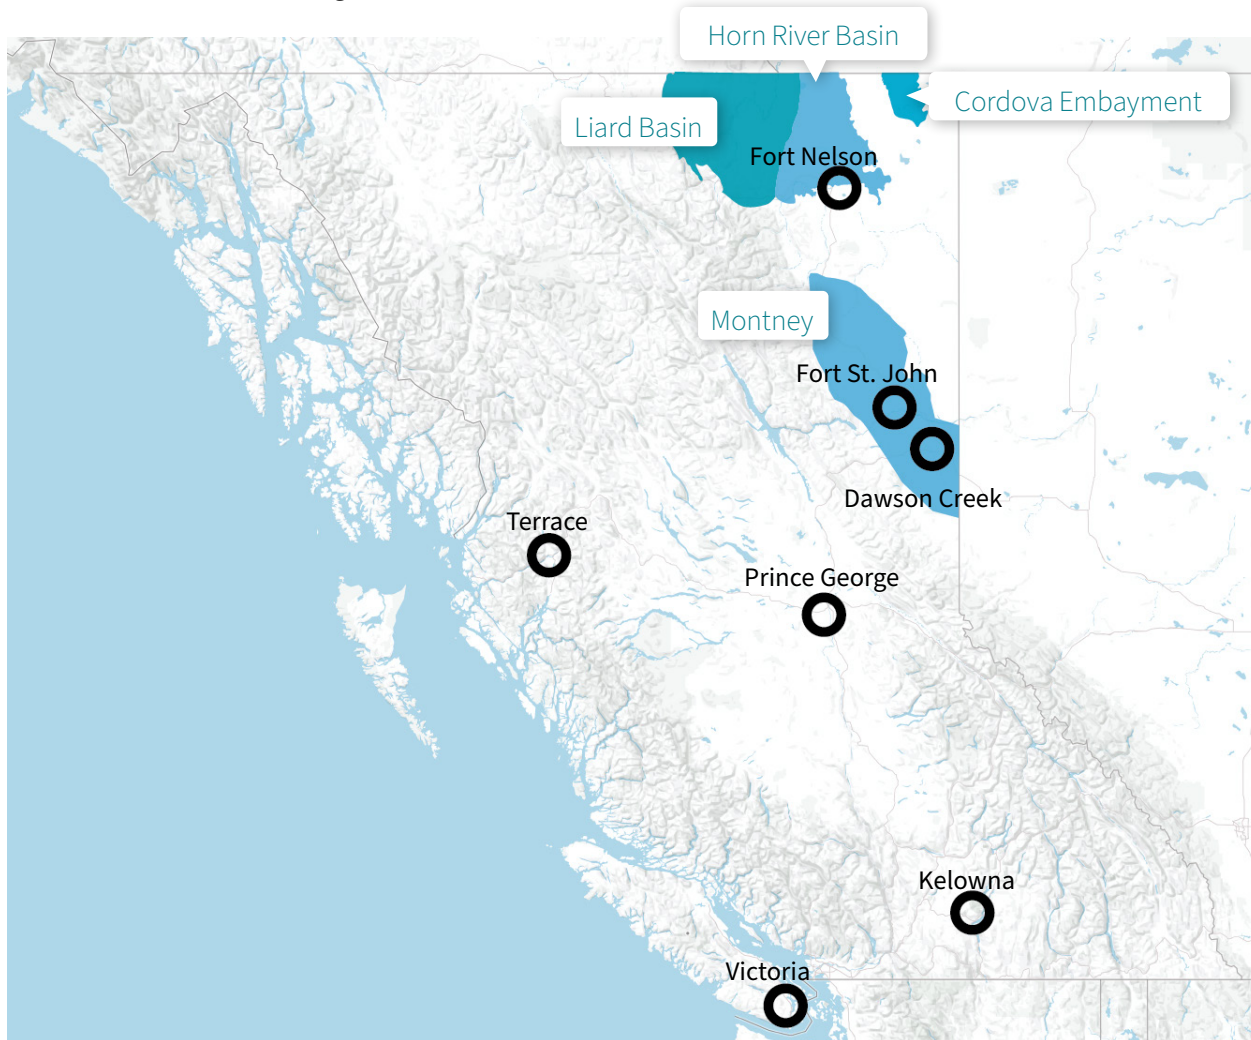 Horn River Basin
Cordova Embayment
Liard Basin
Fort Nelson
Montney
Fort St. John
Dawson Creek
Terrace
Prince George
Kelowna
Victoria